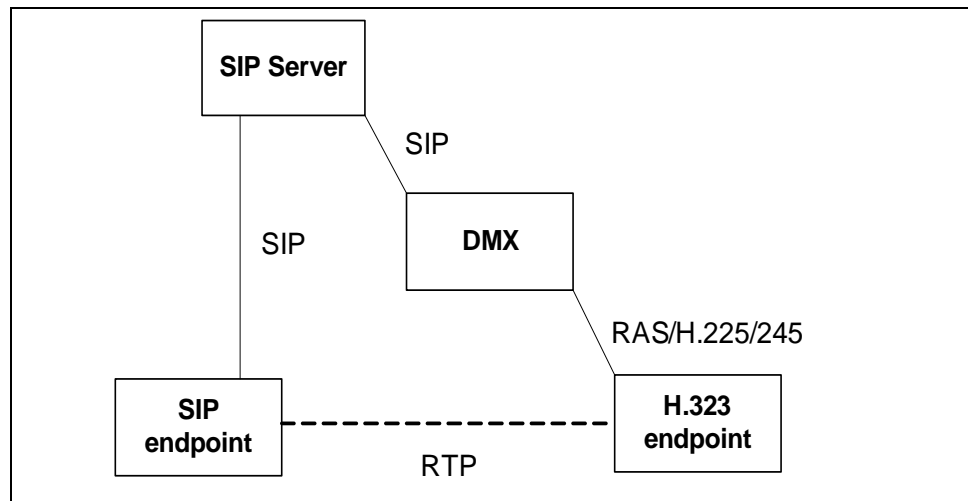 SIP Server
SIP
DMX
SIP
RAS/H.225/245
SIP
endpoint
H.323
endpoint
RTP